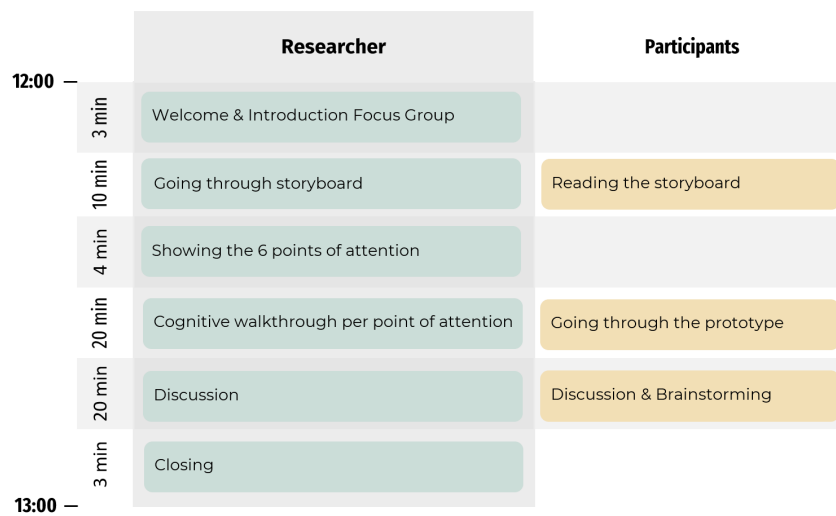 Researcher Participants
12:00
3 min Welcome & Introduction Focus Group
10 min Going through storyboard Reading the storyboard
4 min Showing the 6 points of attention
20 min Cognitive walkthrough per point of attention Going through the prototype
20 min Discussion Discussion & Brainstorming
3 min Closing
13:00